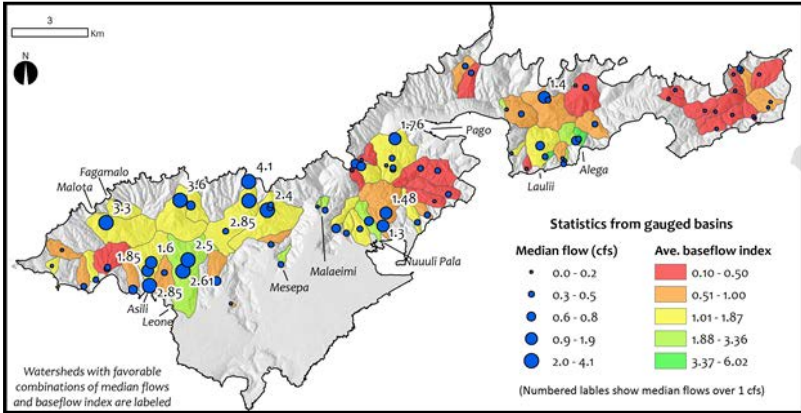 3
Km
N
1.4
1.76
Pago
Fagamalo
Malota
3.6
4.1
3.3
2.4
2.85
Laulii
Alega
1.48
1.3
1.6
2.5
1.85
2.61
2.85
Asili
Leone
Mesepa
Malaeimi
Nuuuli Pala
Statistics from gauged basins
Median flow (cfs)
0.0 - 0.2
0.3 - 0.5
0.6 - 0.8
0.9 - 1.9
2.0 - 4.1
Ave. baseflow index
0.10 - 0.50
0.51 - 1.00
1.01 - 1.87
1.88 - 3.36
3.37 - 6.02
(Numbered lables show median flows over 1 cfs)
Watersheds with favorable
combinations of median flows
and baseflow index are labeled